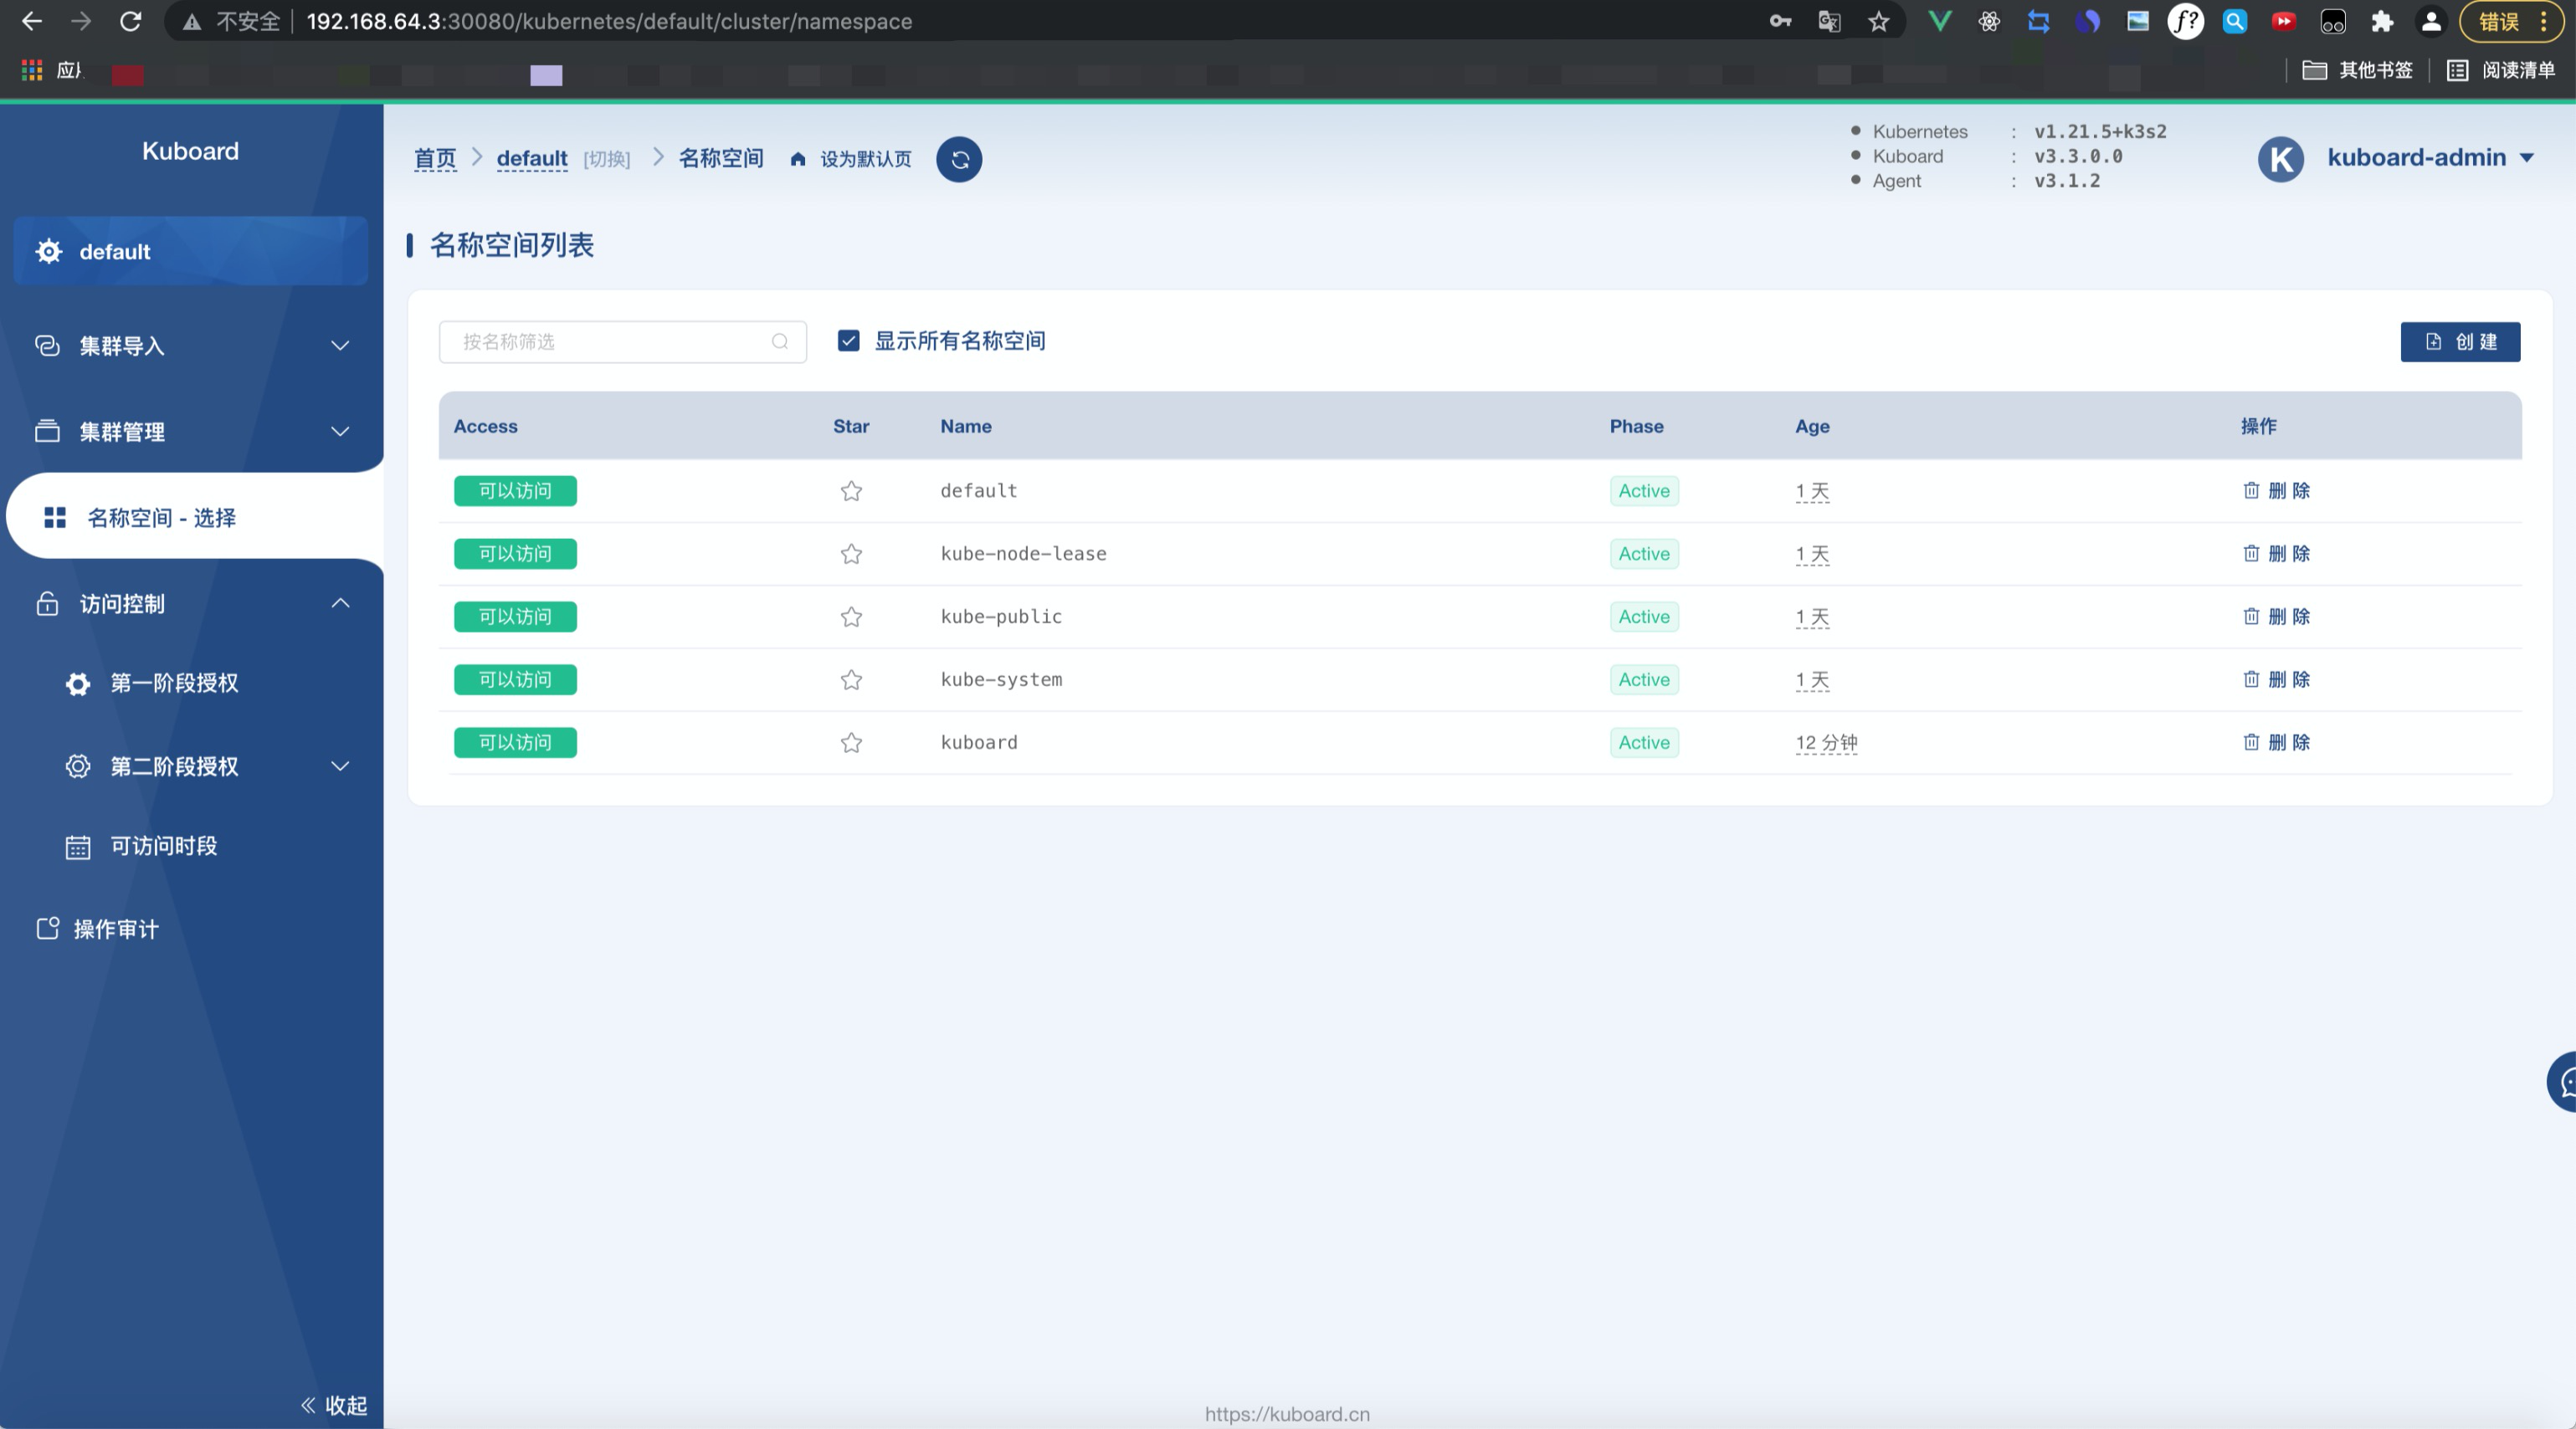 不安全 192.168.64.3:30080/kubernetes/default/cluster/namespace 错误
其他书签 阅读清单
Kuboard
default
集群导入
集群管理
名称空间 - 选择
访问控制
第一阶段授权
第二阶段授权
可访问时段
操作审计
收起
首页 default [切换] 名称空间 设为默认页
Kubernetes : v1.21.5+k3s2
Kuboard : v3.3.0.0
Agent : v3.1.2
K kuboard-admin
名称空间列表
按名称筛选 显示所有名称空间 创 建
Access Star Name Phase Age 操作
可以访问 default Active 1 天 删 除
可以访问 kube-node-lease Active 1 天 删 除
可以访问 kube-public Active 1 天 删 除
可以访问 kube-system Active 1 天 删 除
可以访问 kuboard Active 12 分钟 删 除
https://kuboard.cn